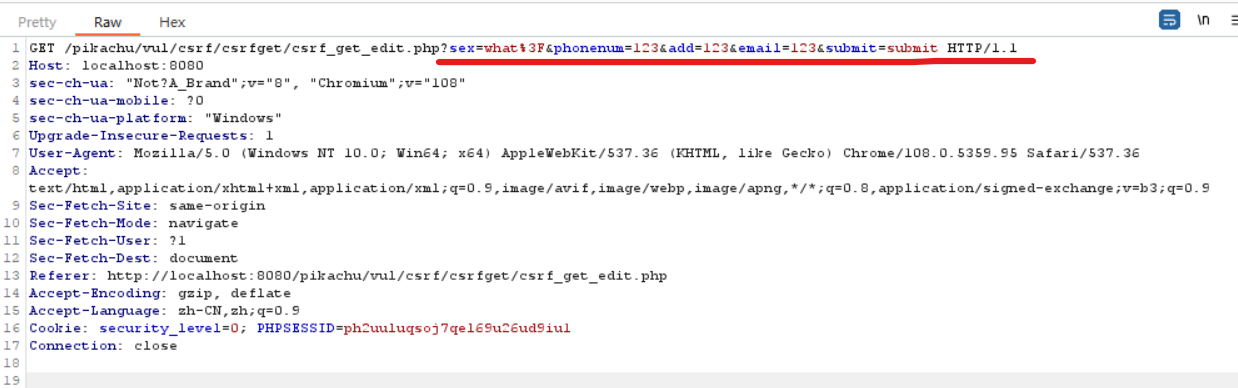 Pretty Raw Hex \n
1 GET /pikachu/vul/csrf/csrfget/csrf_get_edit.php?sex=what%3F&phonenum=123&add=123&email=123&submit=submit HTTP/1.1
2 Host: localhost:8080
3 sec-ch-ua: "Not?A_Brand";v="8", "Chromium";v="108"
4 sec-ch-ua-mobile: ?0
5 sec-ch-ua-platform: "Windows"
6 Upgrade-Insecure-Requests: 1
7 User-Agent: Mozilla/5.0 (Windows NT 10.0; Win64; x64) AppleWebKit/537.36 (KHTML, like Gecko) Chrome/108.0.5359.95 Safari/537.36
8 Accept:
text/html,application/xhtml+xml,application/xml;q=0.9,image/avif,image/webp,image/apng,*/*;q=0.8,application/signed-exchange;v=b3;q=0.9
9 Sec-Fetch-Site: same-origin
10 Sec-Fetch-Mode: navigate
11 Sec-Fetch-User: ?1
12 Sec-Fetch-Dest: document
13 Referer: http://localhost:8080/pikachu/vul/csrf/csrfget/csrf_get_edit.php
14 Accept-Encoding: gzip, deflate
15 Accept-Language: zh-CN,zh;q=0.9
16 Cookie: security_level=0; PHPSESSID=ph2uuluqsoj7qel69u26ud9iul
17 Connection: close
18
19